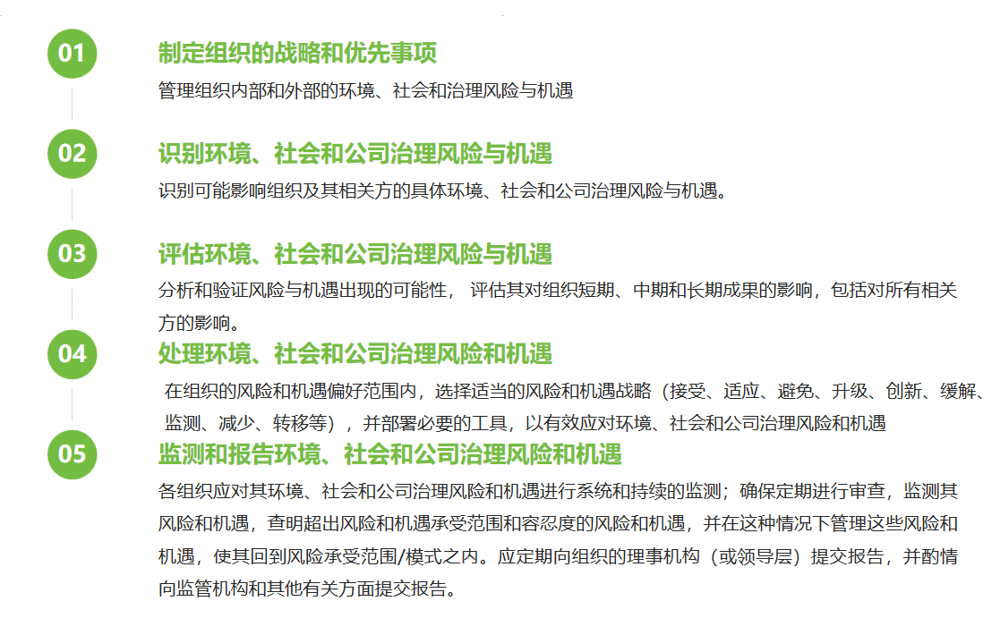 01
制定组织的战略和优先事项
管理组织内部和外部的环境、社会和治理风险与机遇
02
识别环境、社会和公司治理风险与机遇
识别可能影响组织及其相关方的具体环境、社会和公司治理风险与机遇。
03
评估环境、社会和公司治理风险与机遇
分析和验证风险与机遇出现的可能性， 评估其对组织短期、中期和长期成果的影响，包括对所有相关
方的影响。
04
处理环境、社会和公司治理风险和机遇
在组织的风险和机遇偏好范围内，选择适当的风险和机遇战略（接受、适应、避免、升级、创新、缓解、
监测、减少、转移等），并部署必要的工具，以有效应对环境、社会和公司治理风险和机遇
05
监测和报告环境、社会和公司治理风险和机遇
各组织应对其环境、社会和公司治理风险和机遇进行系统和持续的监测；确保定期进行审查，监测其
风险和机遇，查明超出风险和机遇承受范围和容忍度的风险和机遇，并在这种情况下管理这些风险和
机遇，使其回到风险承受范围/模式之内。应定期向组织的理事机构（或领导层）提交报告，并酌情
向监管机构和其他有关方面提交报告。